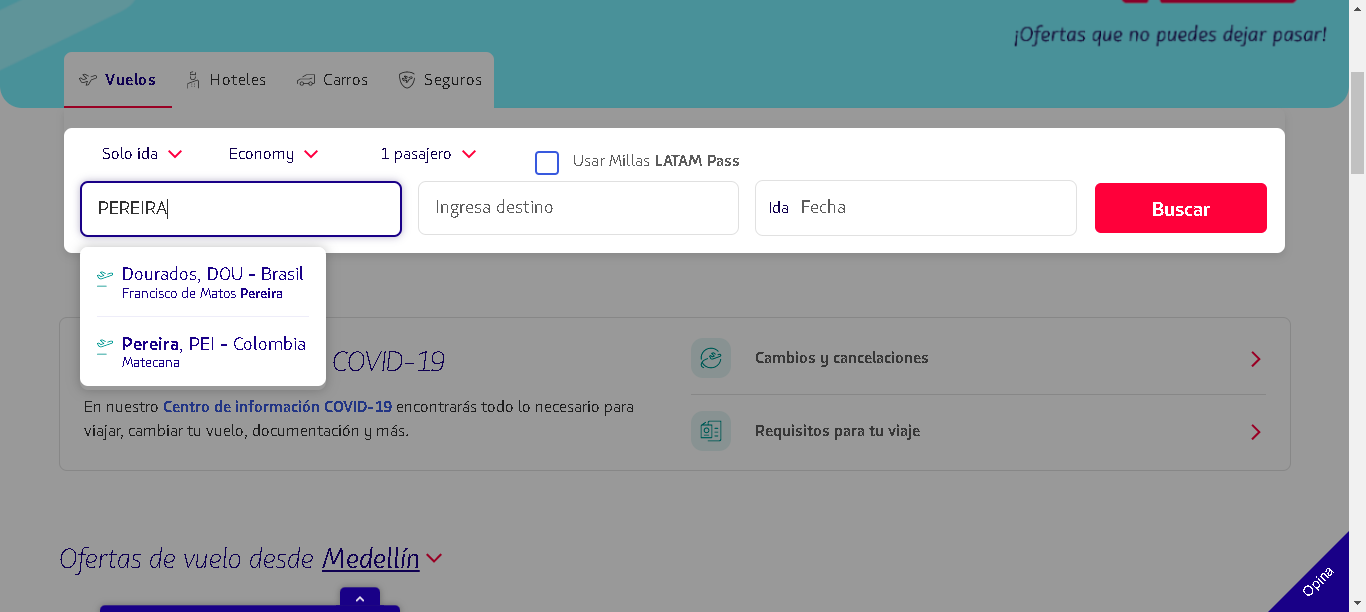 ¡Ofertas que no puedes dejar pasar!
Vuelos Hoteles Carros Seguros
Solo ida Economy 1 pasajero Usar Millas LATAM Pass
PEREIRA Ingresa destino Ida Fecha Buscar
Dourados, DOU - Brasil
Francisco de Matos Pereira
Pereira, PEI - Colombia
Matecana
COVID-19
En nuestro Centro de información COVID-19 encontrarás todo lo necesario para
viajar, cambiar tu vuelo, documentación y más.
Cambios y cancelaciones
Requisitos para tu viaje
Ofertas de vuelo desde Medellín
Opina